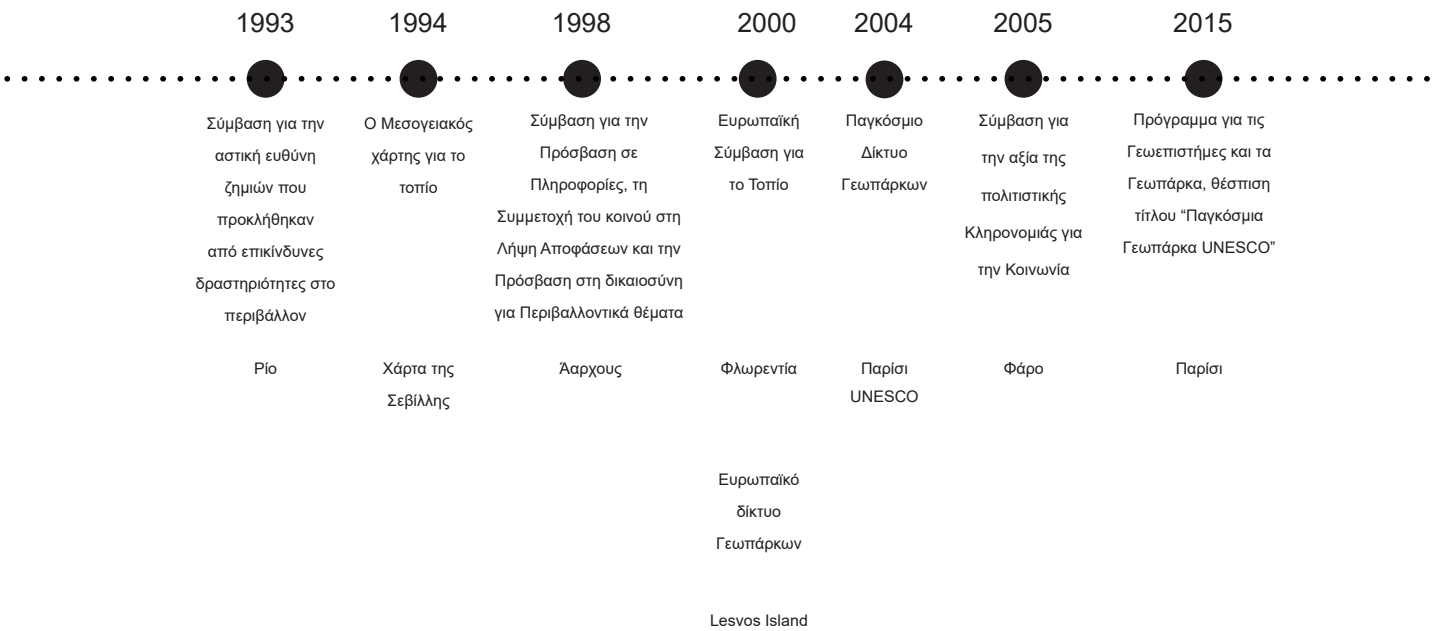 1993
Σύμβαση για την
αστική ευθύνη
ζημιών που
προκλήθηκαν
από επικίνδυνες
δραστηριότητες στο
περιβάλλον
Ρίο
1994
Ο Μεσογειακός
χάρτης για το
τοπίο
Χάρτα της
Σεβίλλης
1998
Σύμβαση για την
Πρόσβαση σε
Πληροφορίες, τη
Συμμετοχή του κοινού στη
Λήψη Αποφάσεων και την
Πρόσβαση στη δικαιοσύνη
για Περιβαλλοντικά θέματα
Άαρχους
2000
Ευρωπαϊκή
Σύμβαση για
το Τοπίο
Φλωρεντία
Ευρωπαϊκό
δίκτυο
Γεωπάρκων
Lesvos Island
2004
Παγκόσμιο
Δίκτυο
Γεωπάρκων
Παρίσι
UNESCO
2005
Σύμβαση για
την αξία της
πολιτιστικής
Κληρονομιάς για
την Κοινωνία
Φάρο
2015
Πρόγραμμα για τις
Γεωεπιστήμες και τα
Γεωπάρκα, θέσπιση
τίτλου “Παγκόσμια
Γεωπάρκα UNESCO”
Παρίσι